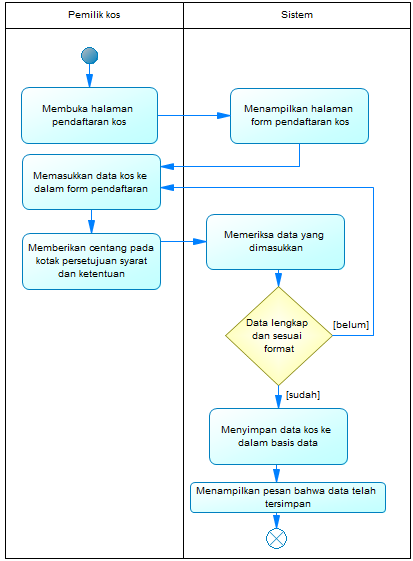 Pemilik kos
Sistem
Membuka halaman
pendaftaran kos
Menampilkan halaman
form pendaftaran kos
Memasukkan data kos ke
dalam form pendaftaran
Memberikan centang pada
kotak persetujuan syarat
dan ketentuan
Memeriksa data yang
dimasukkan
Data lengkap
dan sesuai
format
[belum]
[sudah]
Menyimpan data kos ke
dalam basis data
Menampilkan pesan bahwa data telah
tersimpan